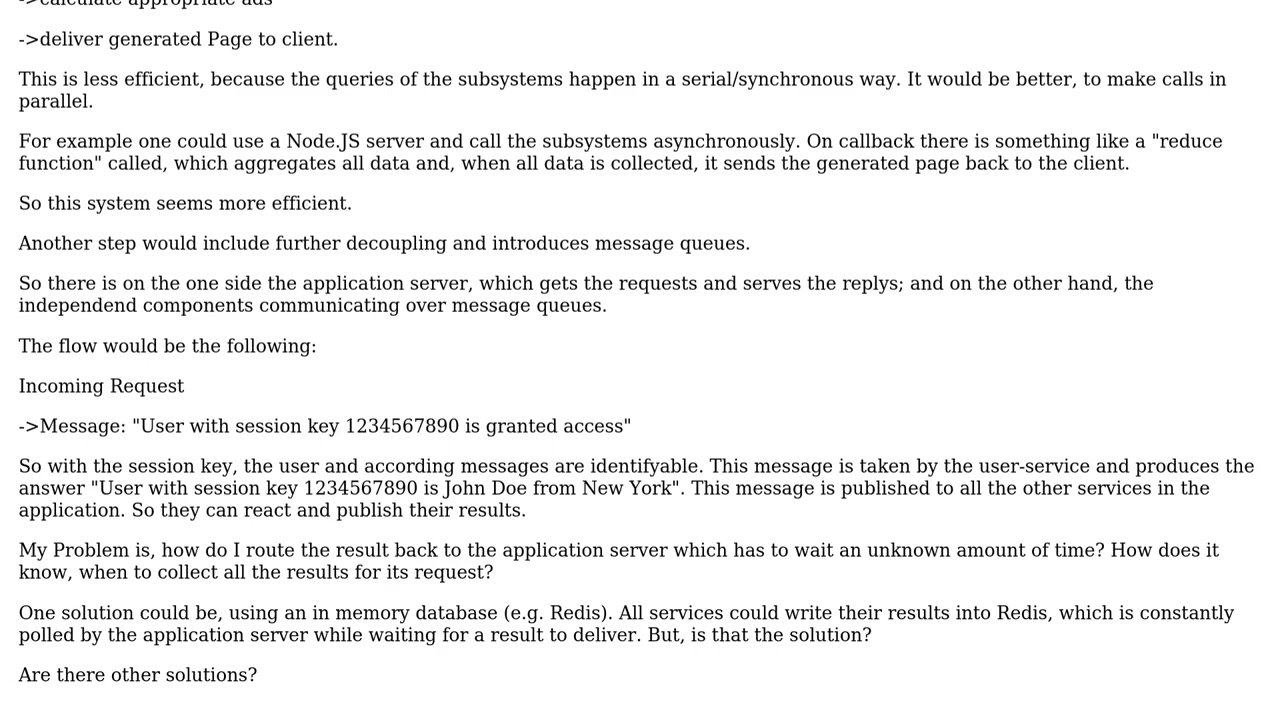 ->calculate appropriate ads
->deliver generated Page to client.
This is less efficient, because the queries of the subsystems happen in a serial/synchronous way. It would be better, to make calls in
parallel.
For example one could use a Node.JS server and call the subsystems asynchronously. On callback there is something like a "reduce
function" called, which aggregates all data and, when all data is collected, it sends the generated page back to the client.
So this system seems more efficient.
Another step would include further decoupling and introduces message queues.
So there is on the one side the application server, which gets the requests and serves the replys; and on the other hand, the
independend components communicating over message queues.
The flow would be the following:
Incoming Request
->Message: "User with session key 1234567890 is granted access"
So with the session key, the user and according messages are identifyable. This message is taken by the user-service and produces the
answer "User with session key 1234567890 is John Doe from New York". This message is published to all the other services in the
application. So they can react and publish their results.
My Problem is, how do I route the result back to the application server which has to wait an unknown amount of time? How does it
know, when to collect all the results for its request?
One solution could be, using an in memory database (e.g. Redis). All services could write their results into Redis, which is constantly
polled by the application server while waiting for a result to deliver. But, is that the solution?
Are there other solutions?